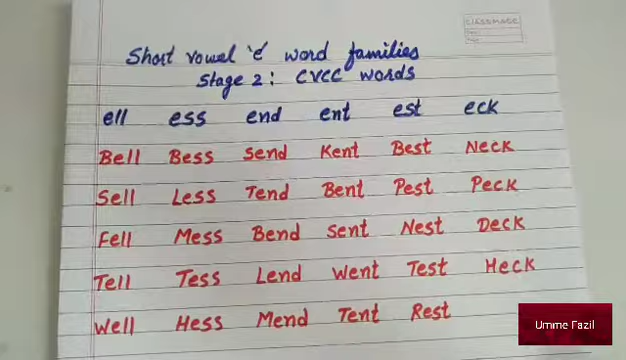 CLASSMATE
Short vowel 'e' word families
Stage 2: CVCC words
ell ess end ent est eck
Bell Bess Send Kent Best Neck
Sell Less Tend Bent Pest Peck
Fell Mess Bend Sent Nest Deck
Tell Tess Lend Went Test Heck
Well Hess Mend Tent Rest
Umme Fazil